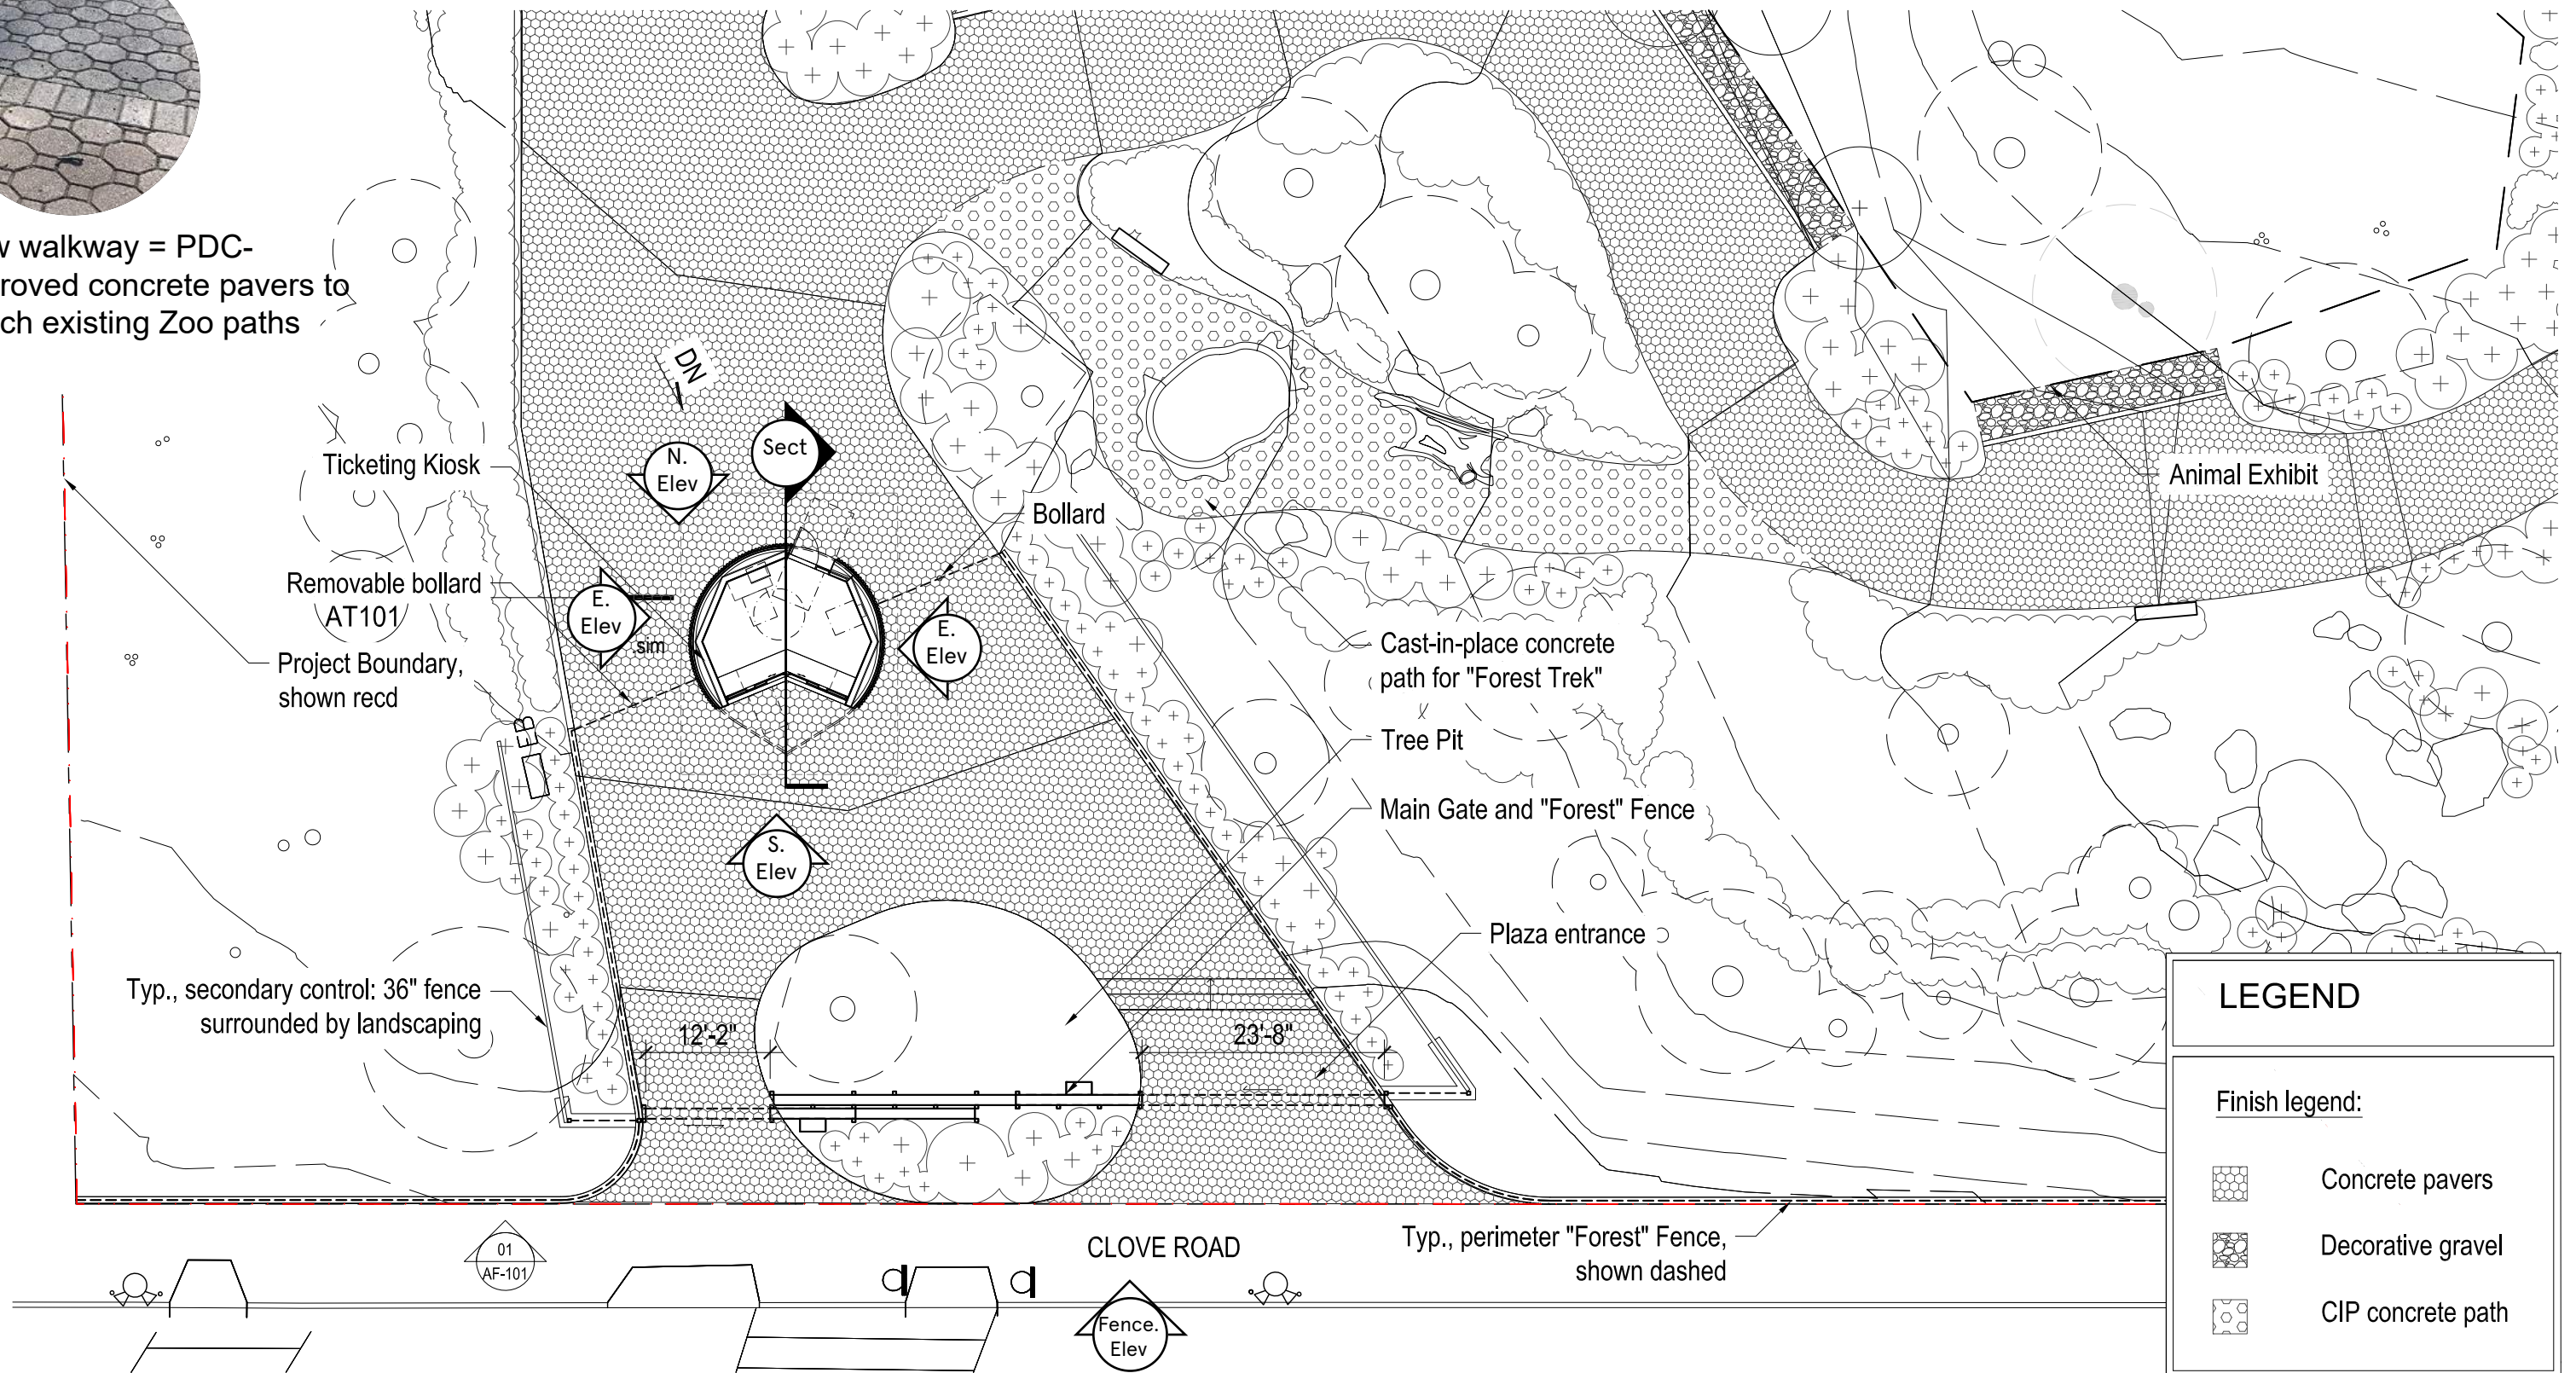 w walkway = PDC-
roved concrete pavers to
ch existing Zoo paths
DN
N.
Elev
Sect
Ticketing Kiosk
Bollard
Animal Exhibit
Removable bollard
AT101
E.
Elev
.sim
E.
Elev
Project Boundary,
shown recd
Cast-in-place concrete
path for "Forest Trek"
EB
Tree Pit
Main Gate and "Forest" Fence
S.
Elev
Plaza entrance
Typ., secondary control: 36" fence
surrounded by landscaping
12'-2"
23'-8"
LEGEND
Finish legend:
Concrete pavers
Decorative gravel
CIP concrete path
01
AF-101
CLOVE ROAD
Typ., perimeter "Forest" Fence,
shown dashed
Fence.
Elev